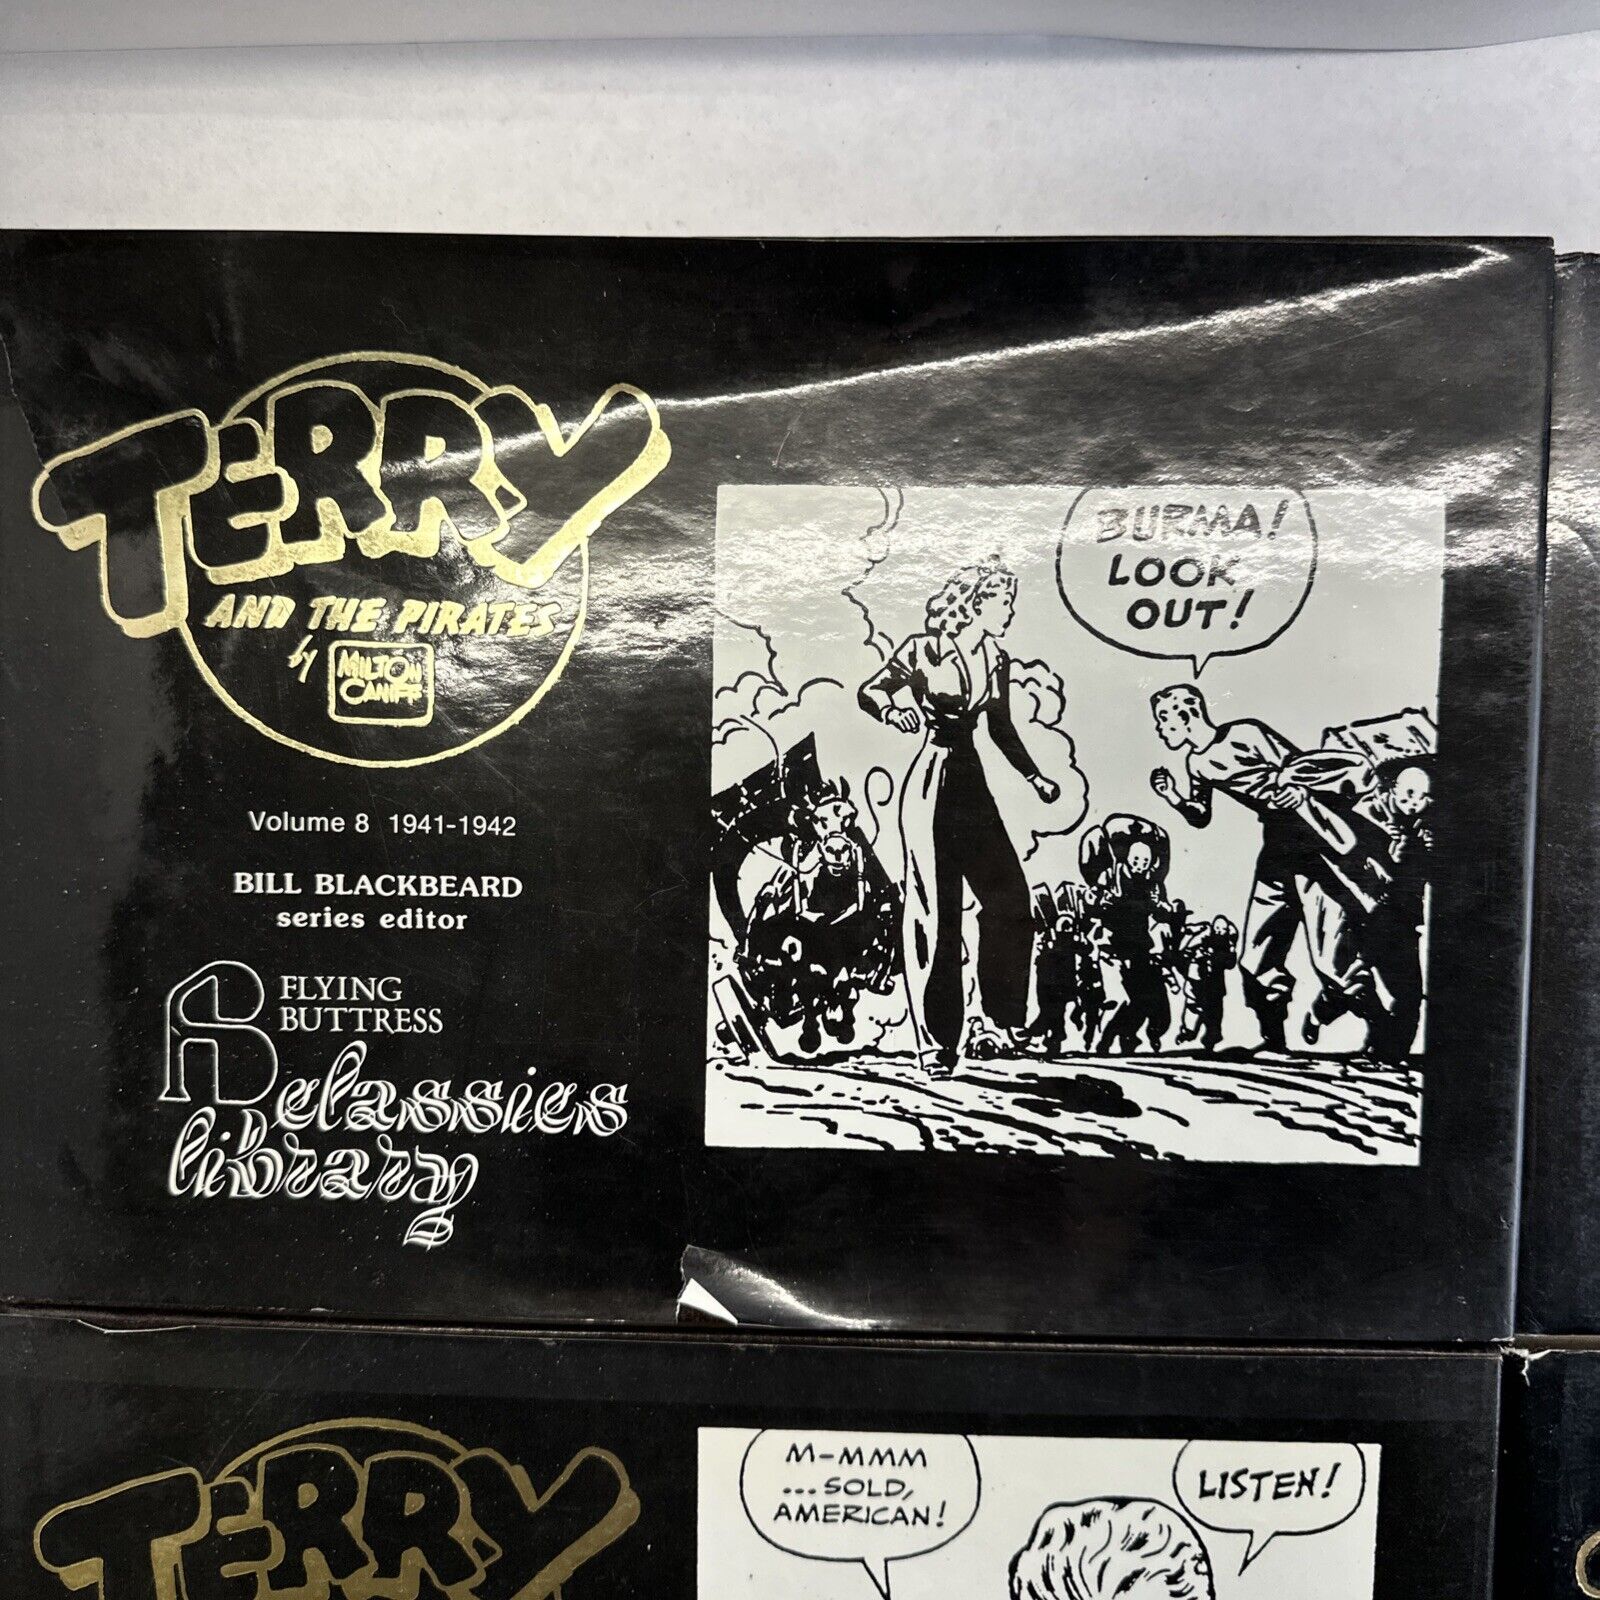 TERRY
AND THE PIRATES
by MILTON
CANIFF
Volume 8 1941-1942
BILL BLACKBEARD
series editor
FLYING
BUTTRESS
classics
library
BURMA!
LOOK
OUT!
TERRY
M-MMM
...SOLD,
AMERICAN!
LISTEN!